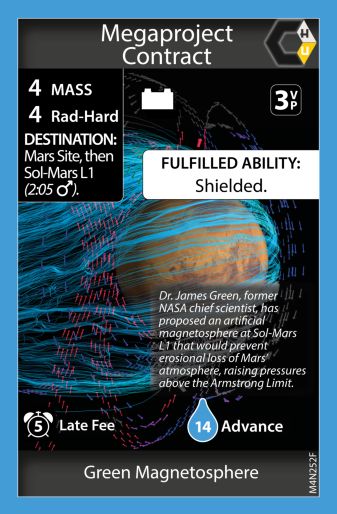 Megaproject
Contract
H
U
4 MASS
4 Rad-Hard
DESTINATION:
Mars Site, then
Sol-Mars L1
(2:05 ♂).
3 VP
FULFILLED ABILITY:
Shielded.
Dr. James Green, former
NASA chief scientist, has
proposed an artificial
magnetosphere at Sol-Mars
L1 that would prevent
erosional loss of Mars'
atmosphere, raising pressures
above the Armstrong Limit.
5 Late Fee
14 Advance
Green Magnetosphere
M4N252F